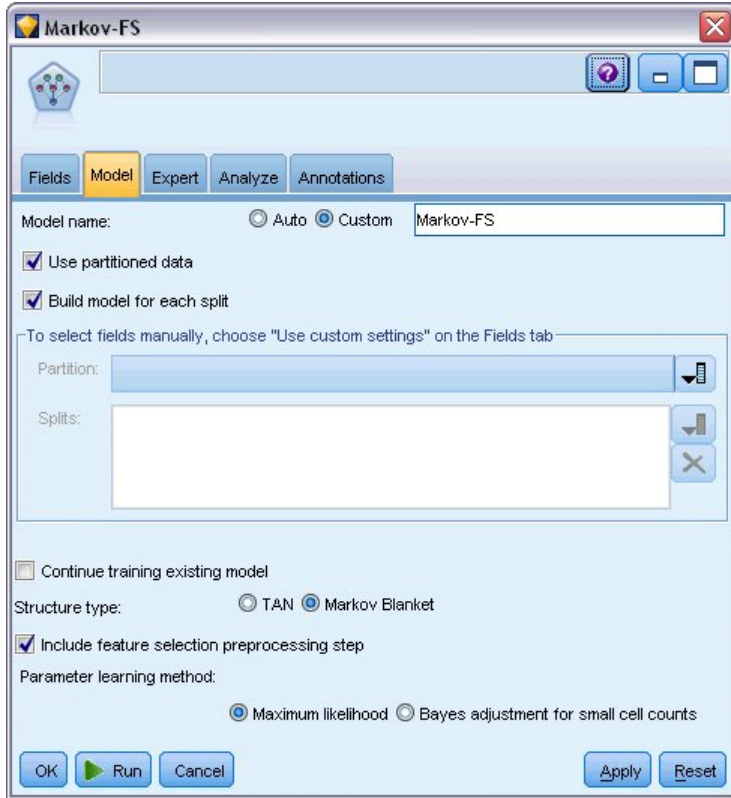 Markov-FS
Fields Model Expert Analyze Annotations
Model name: Auto Custom Markov-FS
Use partitioned data
Build model for each split
To select fields manually, choose "Use custom settings" on the Fields tab
Partition:
Splits:
Continue training existing model
Structure type: TAN Markov Blanket
Include feature selection preprocessing step
Parameter learning method:
Maximum likelihood Bayes adjustment for small cell counts
OK Run Cancel Apply Reset